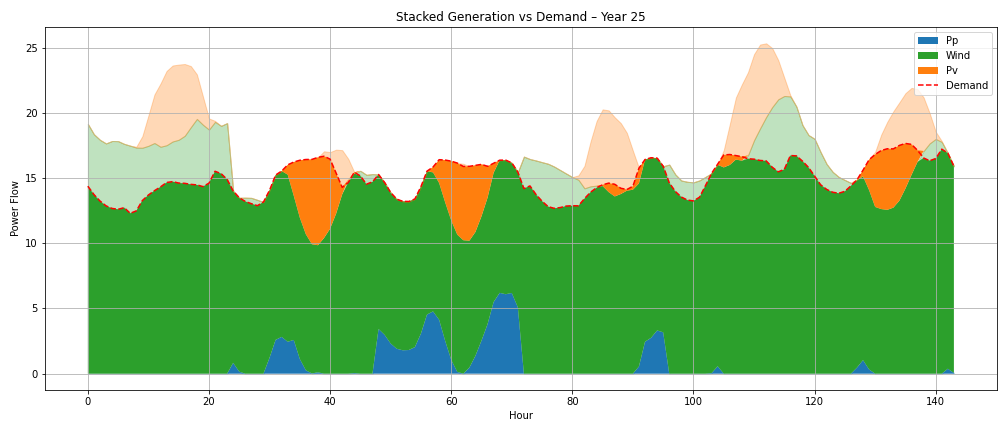 Stacked Generation vs Demand – Year 25
Power Flow
25
20
15
10
5
0
Pp
Wind
Pv
Demand
0 20 40 60 80 100 120 140
Hour